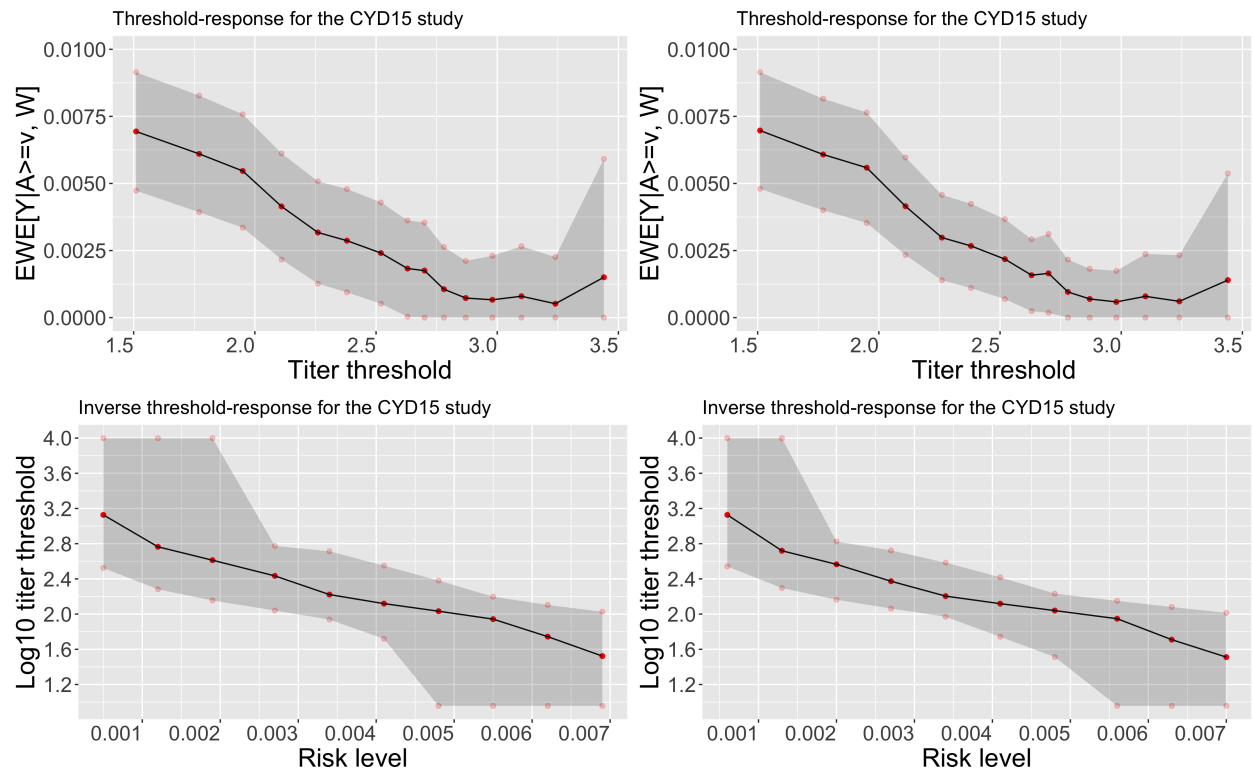 Threshold-response for the CYD15 study
EWE[Y|A>=v, W]
0.0100
0.0075
0.0050
0.0025
0.0000
1.5 2.0 2.5 3.0 3.5
Titer threshold
Threshold-response for the CYD15 study
EWE[Y|A>=v, W]
0.0100
0.0075
0.0050
0.0025
0.0000
1.5 2.0 2.5 3.0 3.5
Titer threshold
Inverse threshold-response for the CYD15 study
Log10 titer threshold
4.0
3.6
3.2
2.8
2.4
2.0
1.6
1.2
0.001 0.002 0.003 0.004 0.005 0.006 0.007
Risk level
Inverse threshold-response for the CYD15 study
Log10 titer threshold
4.0
3.6
3.2
2.8
2.4
2.0
1.6
1.2
0.001 0.002 0.003 0.004 0.005 0.006 0.007
Risk level